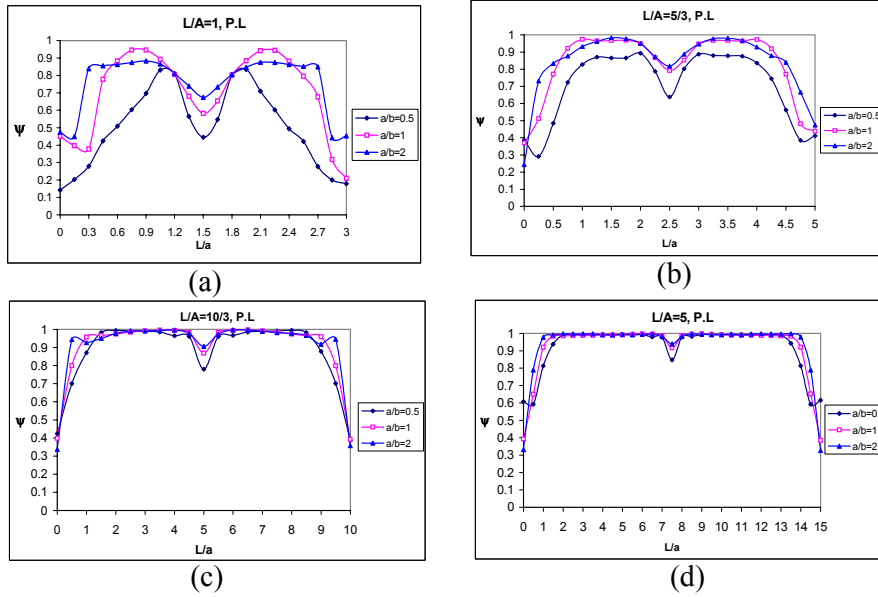 L/A=1, P.L
1
0.9
0.8
0.7
0.6
0.5
0.4
0.3
0.2
0.1
0
Ψ
0 0.3 0.6 0.9 1.2 1.5 1.8 2.1 2.4 2.7 3
L/a
a/b=0.5
a/b=1
a/b=2
(a)
L/A=5/3, P.L
1
0.9
0.8
0.7
0.6
0.5
0.4
0.3
0.2
0.1
0
Ψ
0 0.5 1 1.5 2 2.5 3 3.5 4 4.5 5
L/a
a/b=0.5
a/b=1
a/b=2
(b)
L/A=10/3, P.L
1
0.9
0.8
0.7
0.6
0.5
0.4
0.3
0.2
0.1
0
Ψ
0 1 2 3 4 5 6 7 8 9 10
L/a
a/b=0.5
a/b=1
a/b=2
(c)
L/A=5, P.L
1
0.9
0.8
0.7
0.6
0.5
0.4
0.3
0.2
0.1
0
Ψ
0 1 2 3 4 5 6 7 8 9 10 11 12 13 14 15
L/a
a/b=0.
a/b=1
a/b=2
(d)